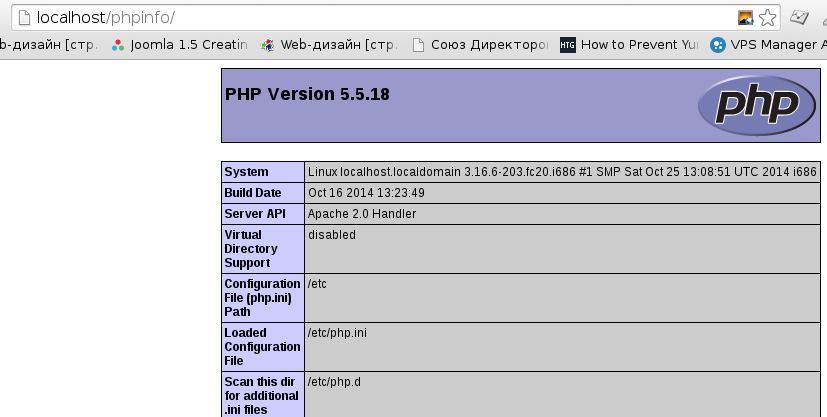 localhost/phpinfo/
b-дизайн [стр. Joomla 1.5 Creatin Web-дизайн [стр. Союз Директоро HTG How to Prevent Yu VPS Manager A
PHP Version 5.5.18
php
System Linux localhost.localdomain 3.16.6-203.fc20.i686 #1 SMP Sat Oct 25 13:08:51 UTC 2014 i686
Build Date Oct 16 2014 13:23:49
Server API Apache 2.0 Handler
Virtual disabled
Directory
Support
Configuration /etc
File (php.ini)
Path
Loaded /etc/php.ini
Configuration
File
Scan this dir /etc/php.d
for additional
.ini files